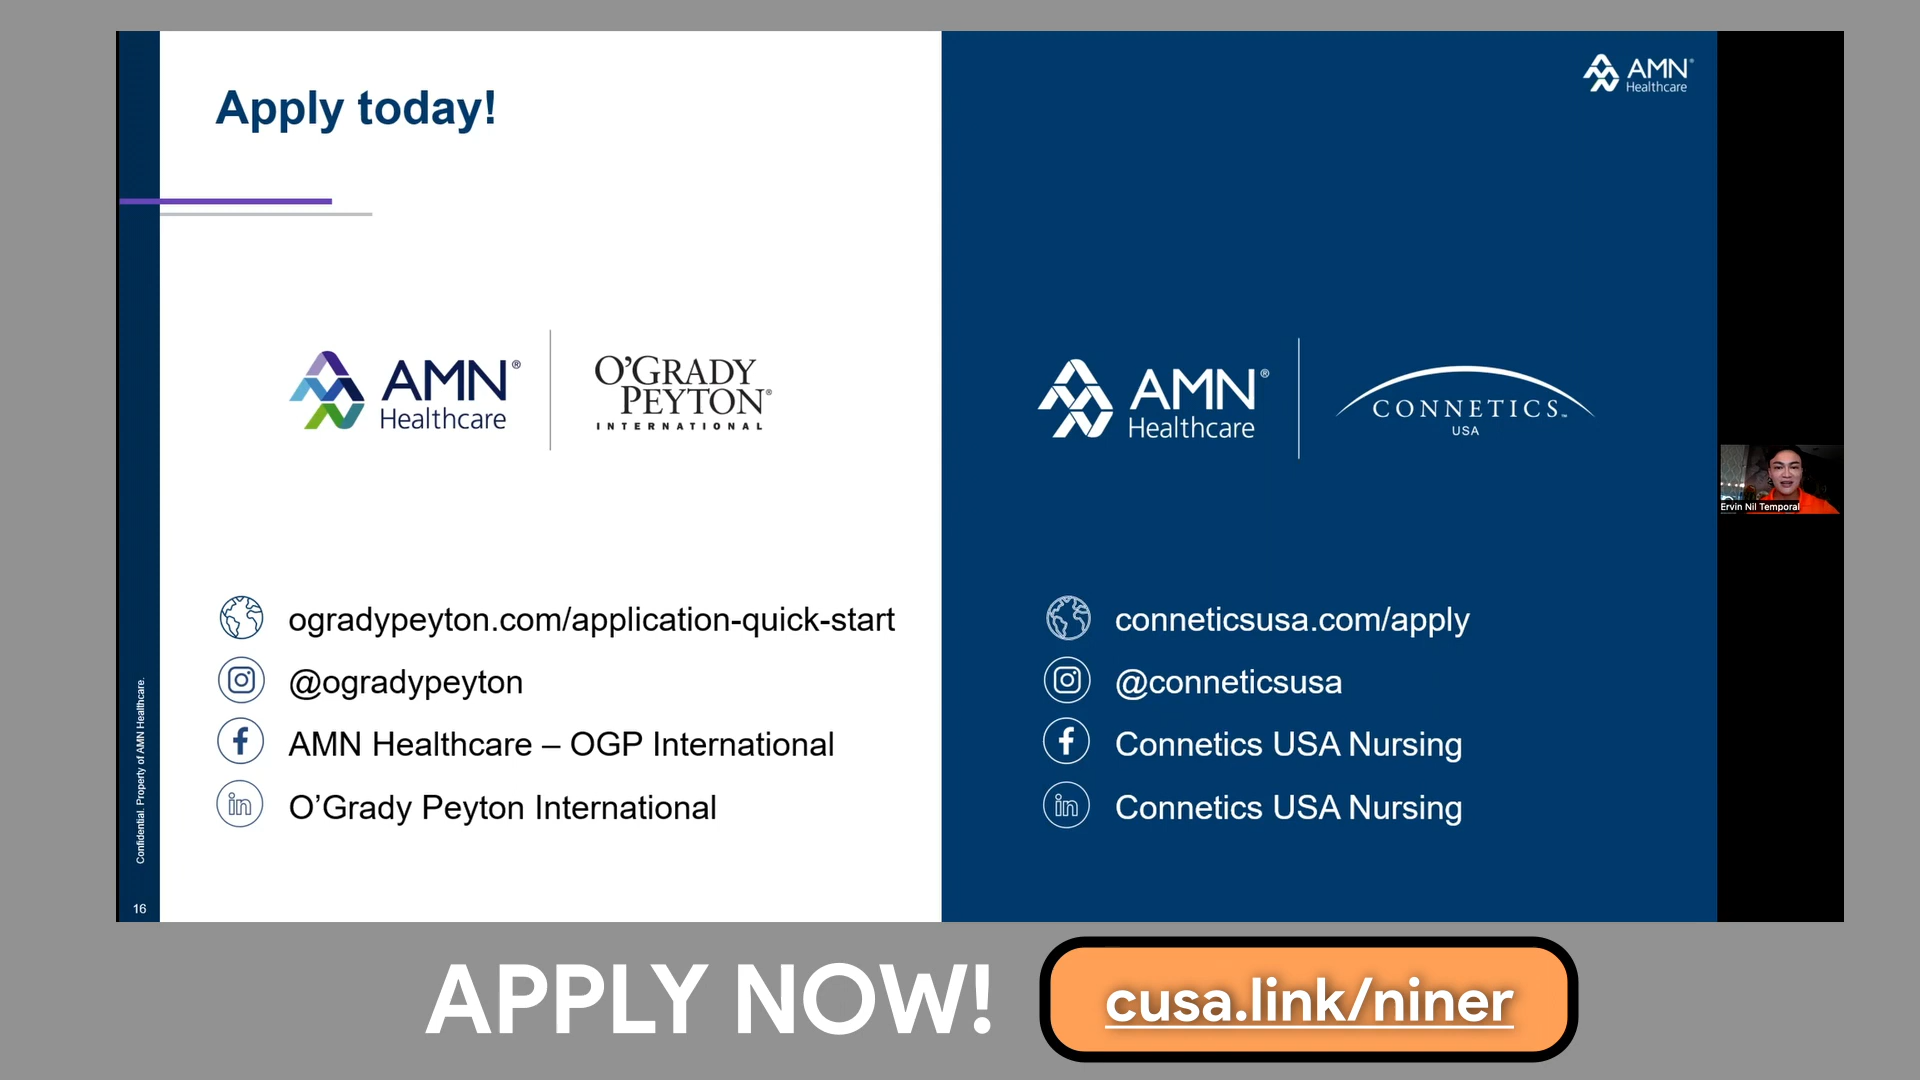 Apply today!
AMN®
Healthcare
AMN®
Healthcare
O'GRADY
PEYTON®
INTERNATIONAL
AMN®
Healthcare
CONNETICS™
USA
Ervin Nil Temporal
ogradypeyton.com/application-quick-start
@ogradypeyton
AMN Healthcare – OGP International
O’Grady Peyton International
conneticsusa.com/apply
@conneticsusa
Connetics USA Nursing
Connetics USA Nursing
Confidential. Property of AMN Healthcare.
16
APPLY NOW!
cusa.link/niner